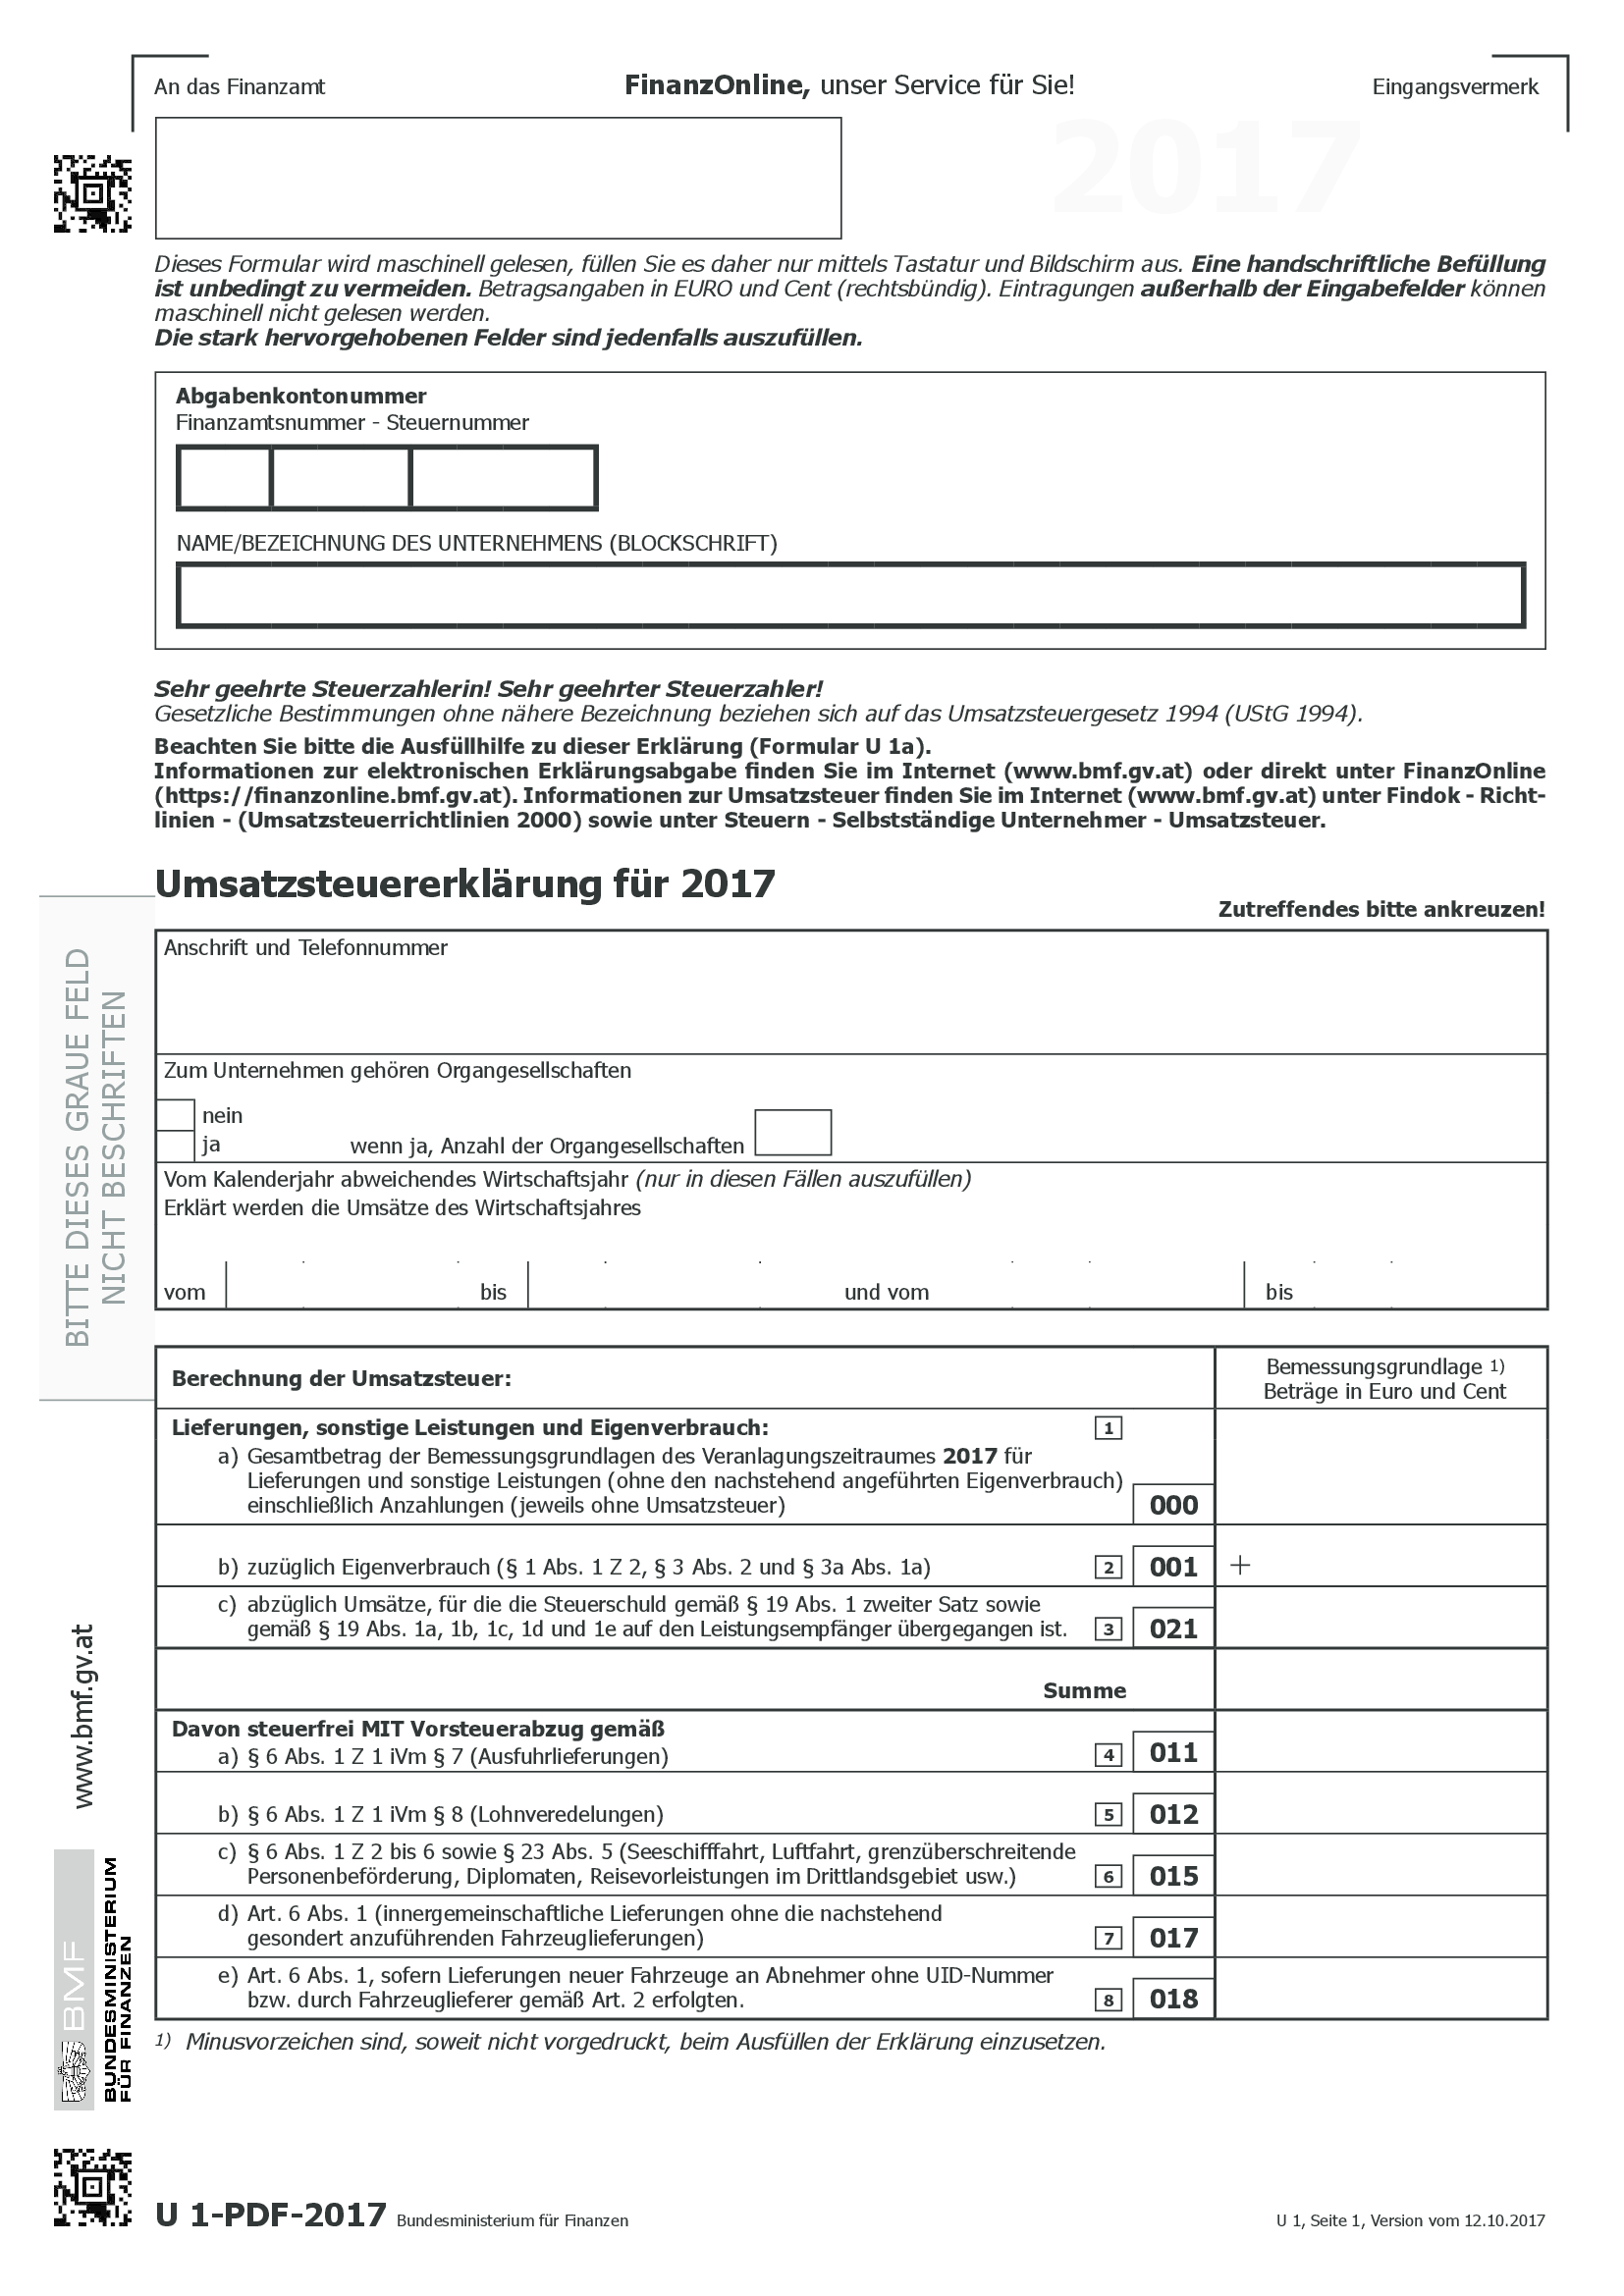 An das Finanzamt
FinanzOnline, unser Service für Sie!
Eingangsvermerk
2017
Dieses Formular wird maschinell gelesen, füllen Sie es daher nur mittels Tastatur und Bildschirm aus. Eine handschriftliche Befüllung
ist unbedingt zu vermeiden. Betragsangaben in EURO und Cent (rechtsbündig). Eintragungen außerhalb der Eingabefelder können
maschinell nicht gelesen werden.
Die stark hervorgehobenen Felder sind jedenfalls auszufüllen.
Abgabenkontonummer
Finanzamtsnummer - Steuernummer
NAME/BEZEICHNUNG DES UNTERNEHMENS (BLOCKSCHRIFT)
Sehr geehrte Steuerzahlerin! Sehr geehrter Steuerzahler!
Gesetzliche Bestimmungen ohne nähere Bezeichnung beziehen sich auf das Umsatzsteuergesetz 1994 (UStG 1994).
Beachten Sie bitte die Ausfüllhilfe zu dieser Erklärung (Formular U 1a).
Informationen zur elektronischen Erklärungsabgabe finden Sie im Internet (www.bmf.gv.at) oder direkt unter FinanzOnline
(https://finanzonline.bmf.gv.at). Informationen zur Umsatzsteuer finden Sie im Internet (www.bmf.gv.at) unter Findok - Richt-
linien - (Umsatzsteuerrichtlinien 2000) sowie unter Steuern - Selbstständige Unternehmer - Umsatzsteuer.
Umsatzsteuererklärung für 2017
Zutreffendes bitte ankreuzen!
BITTE DIESES GRAUE FELD
NICHT BESCHRIFTEN
Anschrift und Telefonnummer
Zum Unternehmen gehören Organgesellschaften
nein
ja wenn ja, Anzahl der Organgesellschaften
Vom Kalenderjahr abweichendes Wirtschaftsjahr (nur in diesen Fällen auszufüllen)
Erklärt werden die Umsätze des Wirtschaftsjahres
vom bis und vom bis
Berechnung der Umsatzsteuer:
Bemessungsgrundlage 1)
Beträge in Euro und Cent
Lieferungen, sonstige Leistungen und Eigenverbrauch: 1
a) Gesamtbetrag der Bemessungsgrundlagen des Veranlagungszeitraumes 2017 für
Lieferungen und sonstige Leistungen (ohne den nachstehend angeführten Eigenverbrauch)
einschließlich Anzahlungen (jeweils ohne Umsatzsteuer) 000
b) zuzüglich Eigenverbrauch (§ 1 Abs. 1 Z 2, § 3 Abs. 2 und § 3a Abs. 1a) 2 001 +
c) abzüglich Umsätze, für die die Steuerschuld gemäß § 19 Abs. 1 zweiter Satz sowie
gemäß § 19 Abs. 1a, 1b, 1c, 1d und 1e auf den Leistungsempfänger übergegangen ist. 3 021
Summe
Davon steuerfrei MIT Vorsteuerabzug gemäß
a) § 6 Abs. 1 Z 1 iVm § 7 (Ausfuhrlieferungen) 4 011
b) § 6 Abs. 1 Z 1 iVm § 8 (Lohnveredelungen) 5 012
c) § 6 Abs. 1 Z 2 bis 6 sowie § 23 Abs. 5 (Seeschifffahrt, Luftfahrt, grenzüberschreitende
Personenbeförderung, Diplomaten, Reisevorleistungen im Drittlandsgebiet usw.) 6 015
d) Art. 6 Abs. 1 (innergemeinschaftliche Lieferungen ohne die nachstehend
gesondert anzuführenden Fahrzeuglieferungen) 7 017
e) Art. 6 Abs. 1, sofern Lieferungen neuer Fahrzeuge an Abnehmer ohne UID-Nummer
bzw. durch Fahrzeuglieferer gemäß Art. 2 erfolgten. 8 018
1) Minusvorzeichen sind, soweit nicht vorgedruckt, beim Ausfüllen der Erklärung einzusetzen.
www.bmf.gv.at
BMF
BUNDESMINISTERIUM
FÜR FINANZEN
U 1-PDF-2017 Bundesministerium für Finanzen
U 1, Seite 1, Version vom 12.10.2017